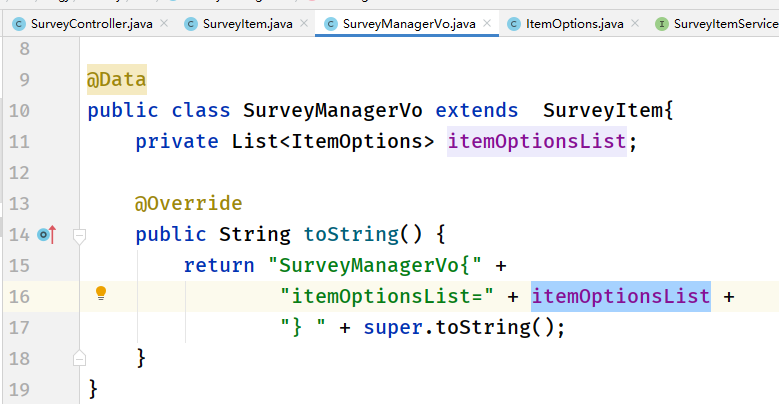 SurveyController.java × SurveyItem.java × SurveyManagerVo.java × ItemOptions.java × SurveyItemService
8
9 @Data
10 public class SurveyManagerVo extends  SurveyItem{
11 private List<ItemOptions> itemOptionsList;
12
13 @Override
14 public String toString() {
15 return "SurveyManagerVo{" +
16 "itemOptionsList=" + itemOptionsList +
17 "} " + super.toString();
18 }
19 }